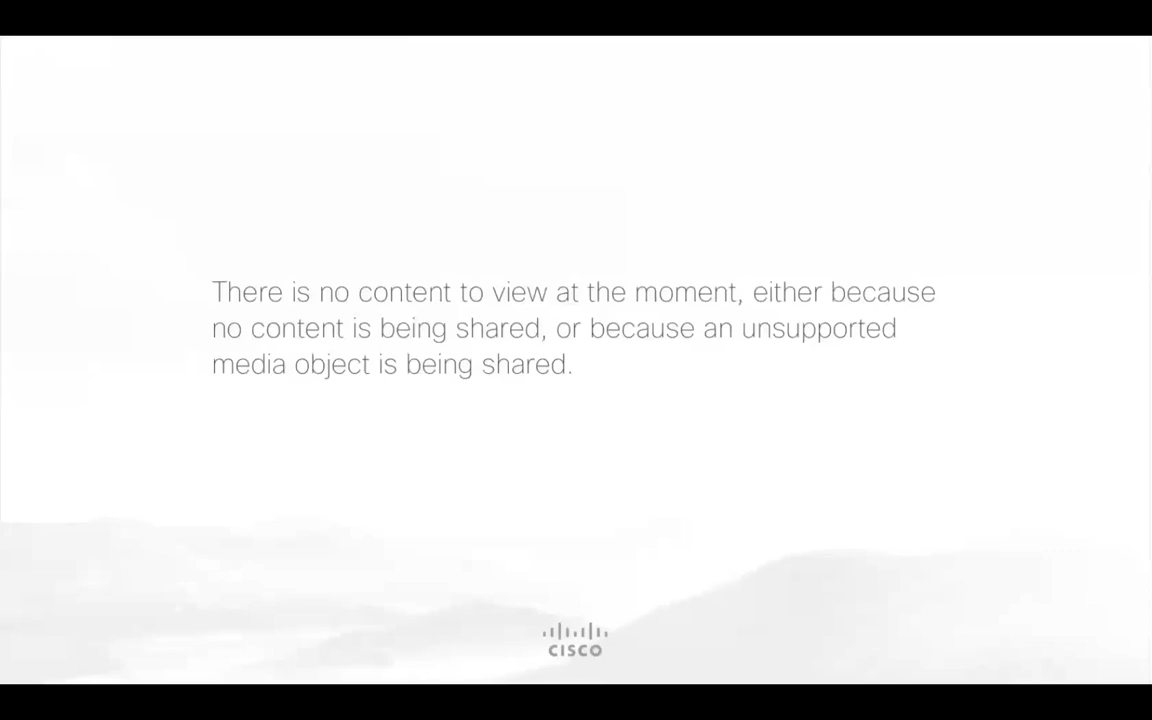 There is no content to view at the moment, either because
no content is being shared, or because an unsupported
media object is being shared.
CISCO